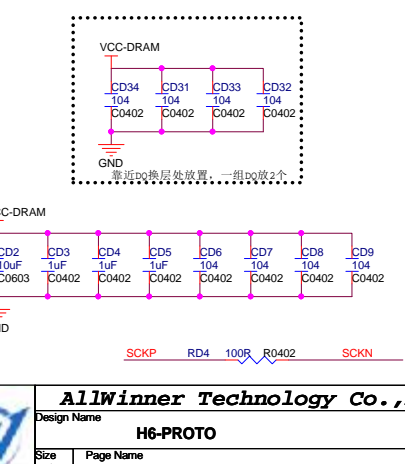 VCC-DRAM
CD34 CD31 CD33 CD32
104 104 104 104
C0402 C0402 C0402 C0402
GND
靠近DQ换层处放置，一组DQ放2个
C-DRAM
CD2 CD3 CD4 CD5 CD6 CD7 CD8 CD9
10uF 1uF 1uF 1uF 104 104 104 104
C0603 C0402 C0402 C0402 C0402 C0402 C0402 C0402
ND
SCKP RD4 100R R0402 SCKN
AllWinner Technology Co.,
Design Name
H6-PROTO
Size Page Name